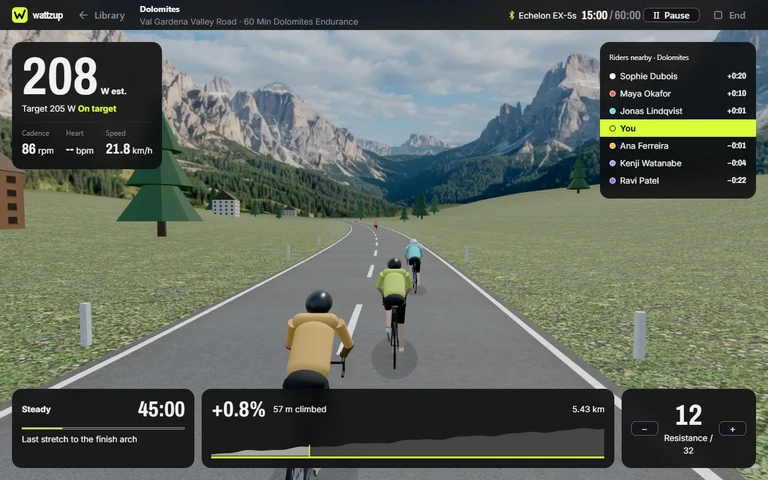 wattzup
Library
Dolomites
Val Gardena Valley Road · 60 Min Dolomites Endurance
Echelon EX-5s 15:00 / 60:00 Pause End
208 W est.
Target 205 W On target
Cadence Heart Speed
86 rpm -- bpm 21.8 km/h
Riders nearby · Dolomites
Sophie Dubois +0:20
Maya Okafor +0:10
Jonas Lindqvist +0:01
You
Ana Ferreira −0:01
Kenji Watanabe −0:04
Ravi Patel −0:22
Steady 45:00
Last stretch to the finish arch
+0.8% 57 m climbed 5.43 km
− 12 +
Resistance /
32